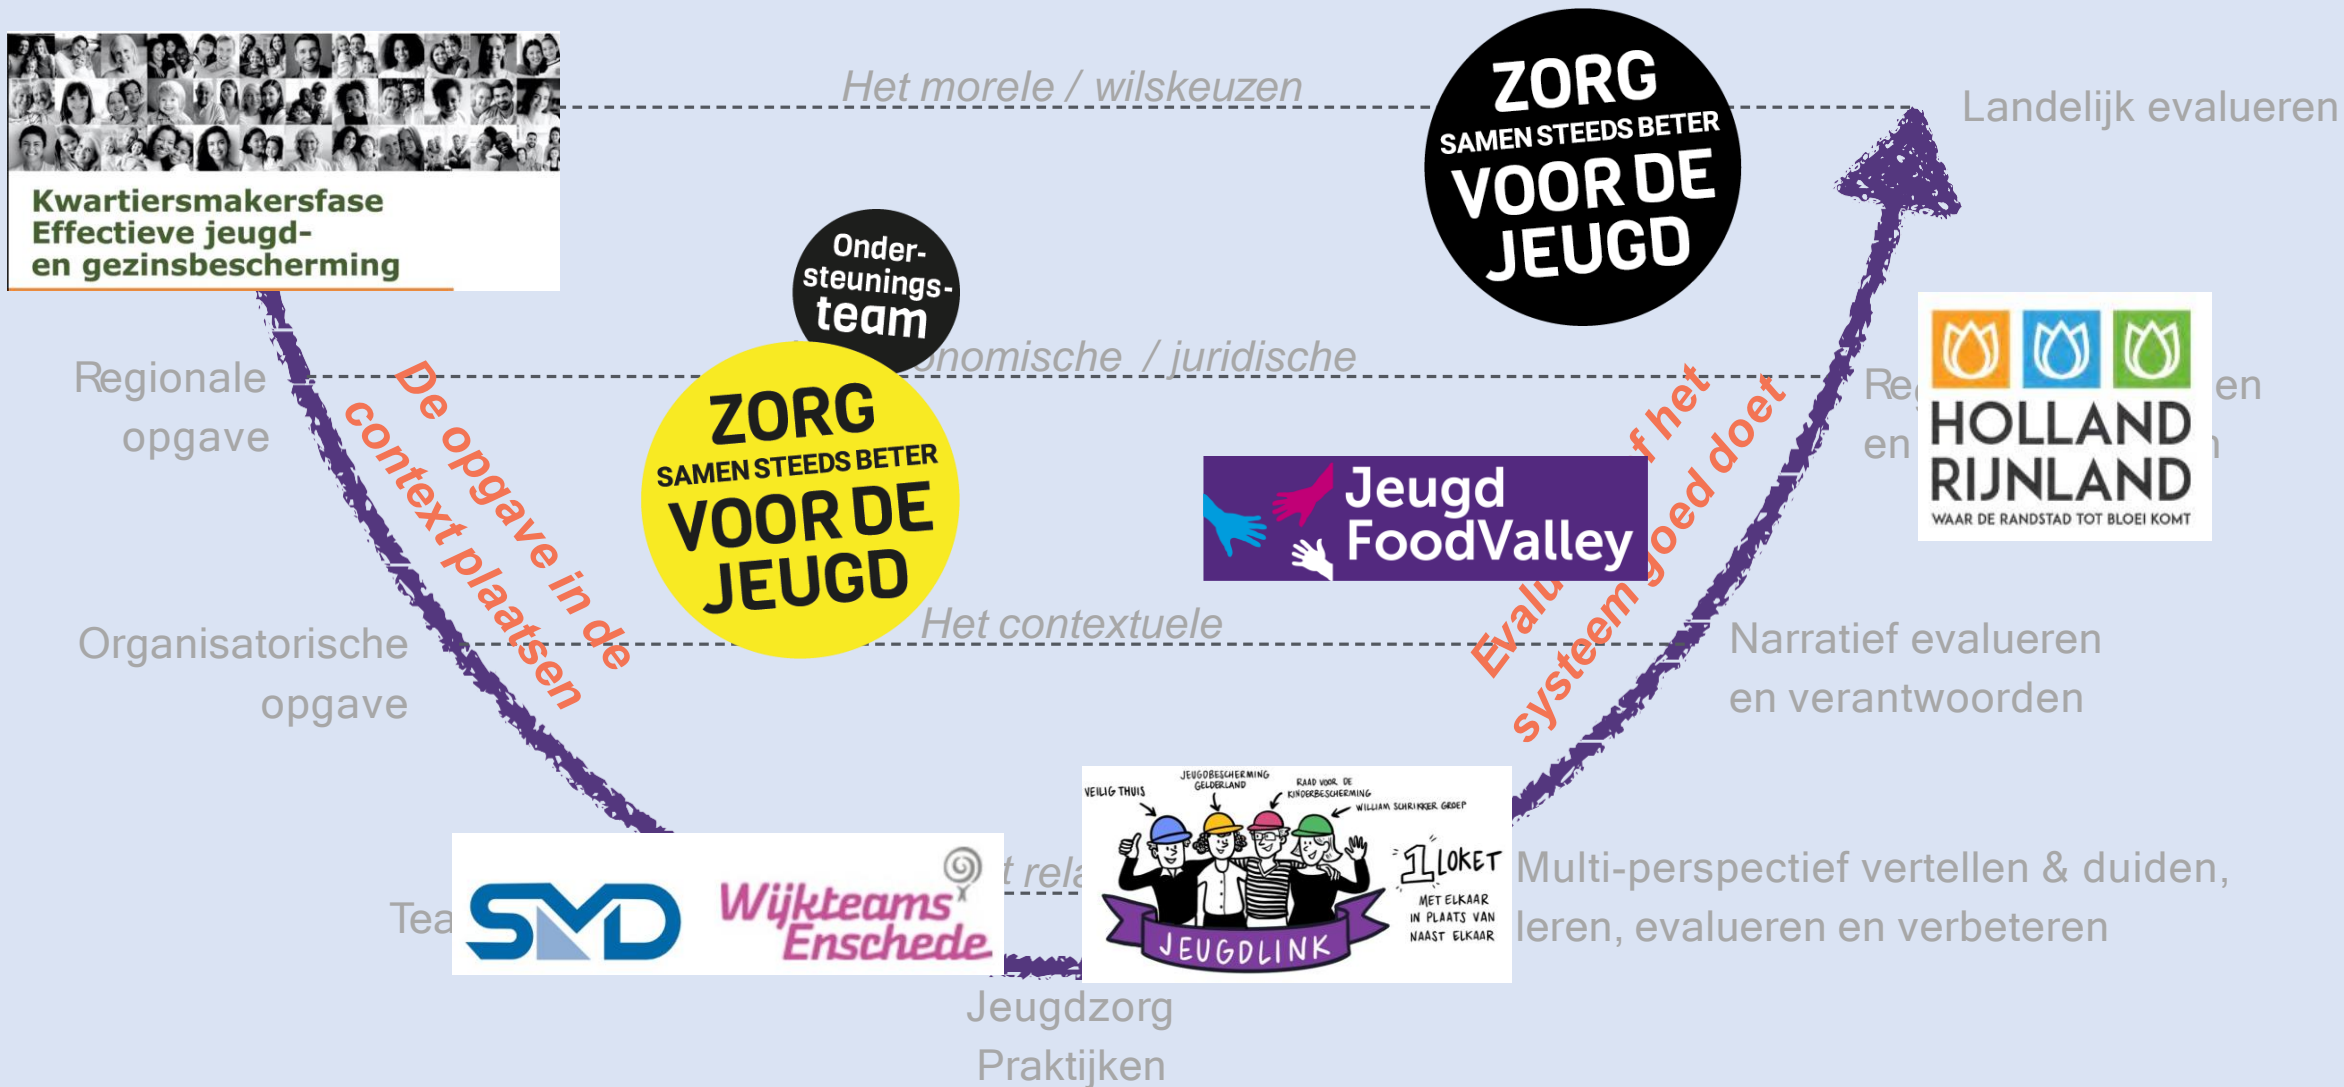 Het morele / wilskeuzen
Landelijk evalueren
Kwartiersmakersfase
Effectieve jeugd-
en gezinsbescherming
ZORG
SAMEN STEEDS BETER
VOOR DE
JEUGD
Onder-
steunings-
team
/ juridische
Regionale
opgave
De opgave in de
context plaatsen
ZORG
SAMEN STEEDS BETER
VOOR DE
JEUGD
Jeugd
FoodValley
het
systeem goed doet
en
HOLLAND
RIJNLAND
WAAR DE RANDSTAD TOT BLOEI KOMT
Het contextuele
Organisatorische
opgave
Narratief evalueren
en verantwoorden
VEILIG THUIS
JEUGDBESCHERMING
GELDERLAND
RAAD VOOR DE
KINDERBESCHERMING
WILLIAM SCHRIKKER GROEP
1 LOKET
MET ELKAAR
IN PLAATS VAN
NAAST ELKAAR
JEUGDLINK
SMD
Wijkteams
Enschede
Multi-perspectief vertellen & duiden,
leren, evalueren en verbeteren
Jeugdzorg
Praktijken